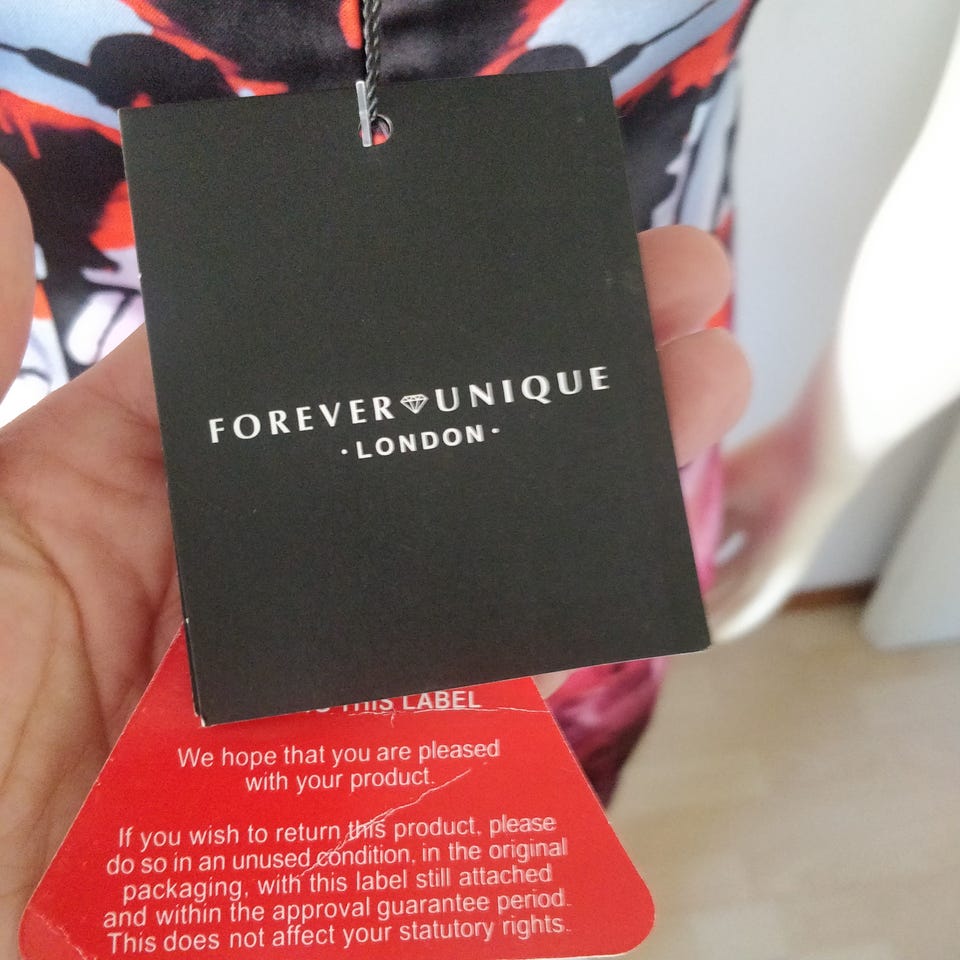 FOREVER UNIQUE
·LONDON·
THIS LABEL
We hope that you are pleased
with your product.
If you wish to return this product, please
do so in an unused condition, in the original
packaging, with this label still attached
and within the approval guarantee period.
This does not affect your statutory rights.